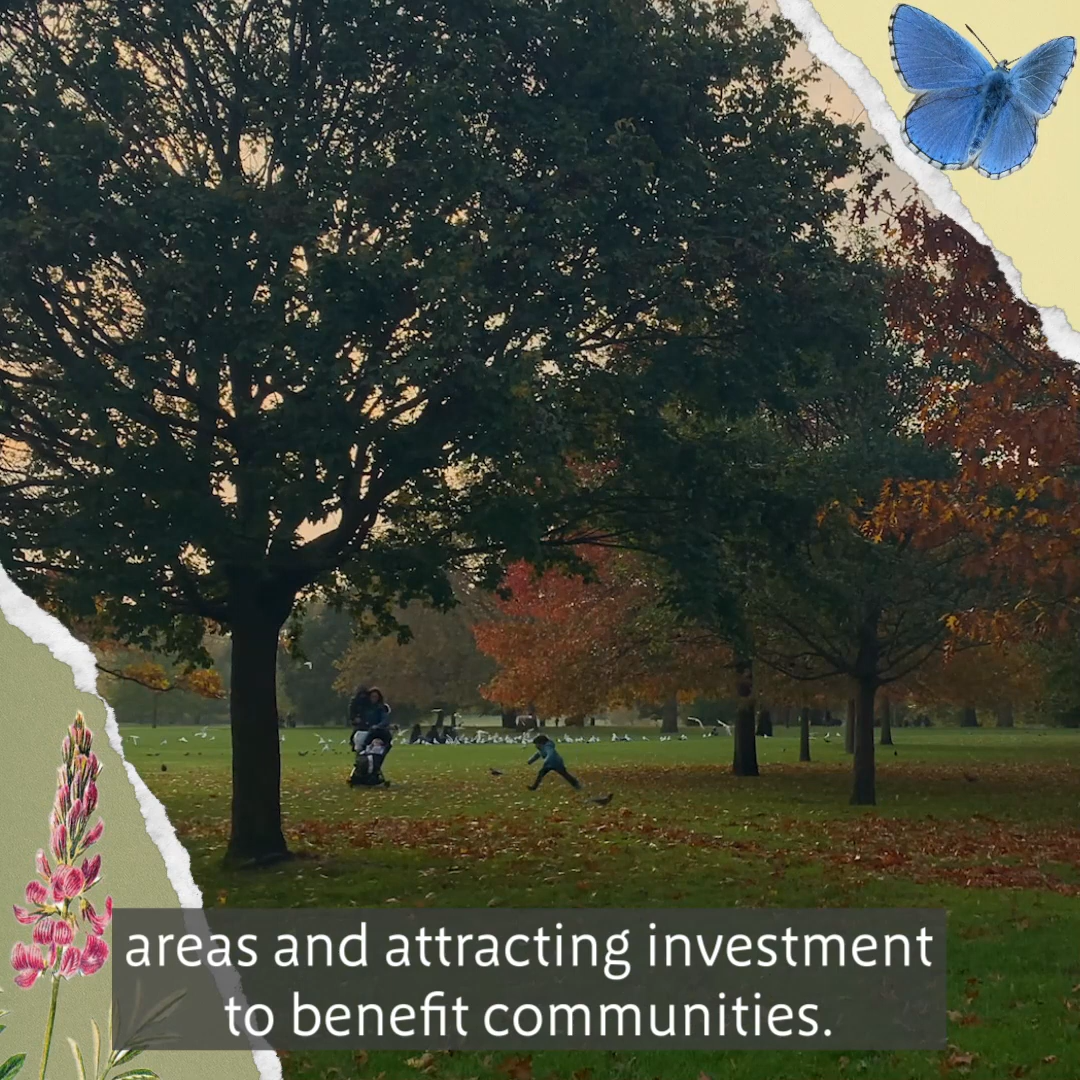 areas and attracting investment
to benefit communities.